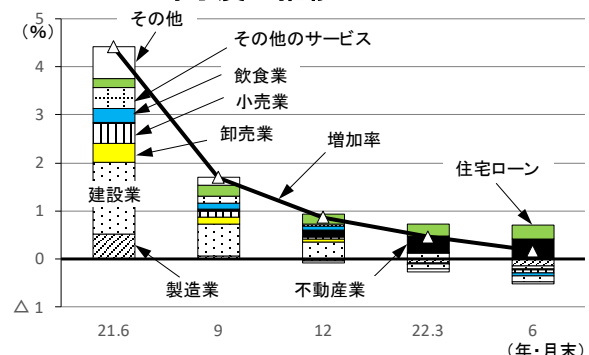 (%)
その他
その他のサービス
飲食業
小売業
卸売業
増加率
住宅ローン
建設業
製造業
不動産業
5
4
3
2
1
0
△ 1
21.6 9 12 22.3 6
(年・月末)